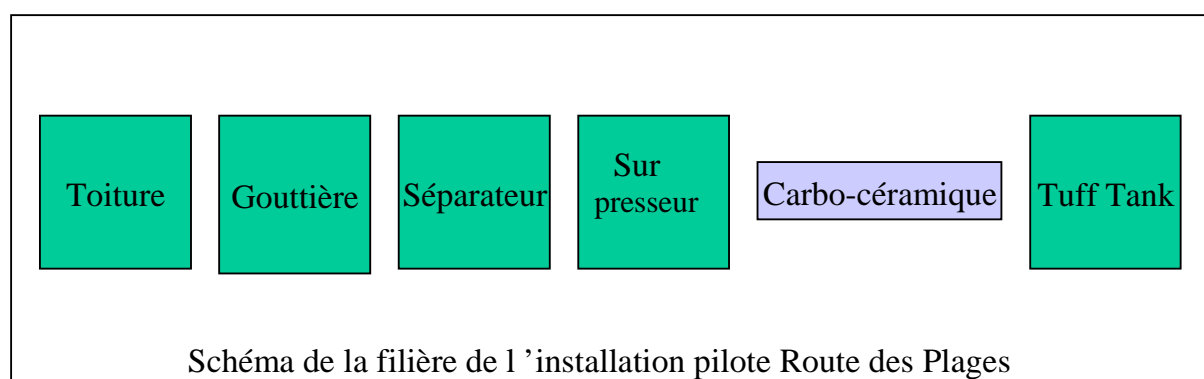 Toiture
Gouttière
Séparateur
Sur
presseur
Carbo-céramique
Tuff Tank
Schéma de la filière de l ’installation pilote Route des Plages